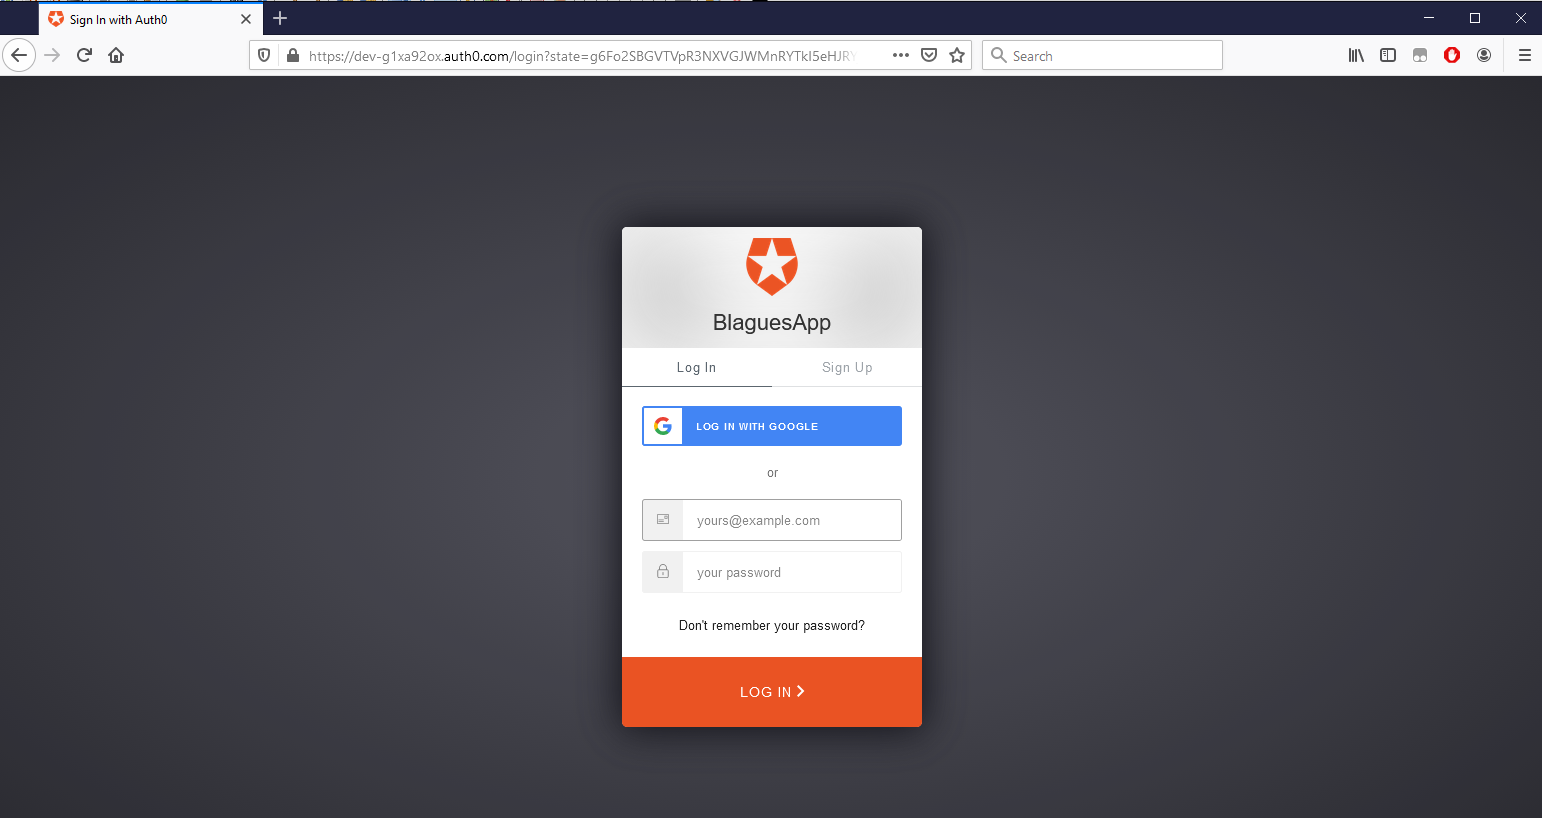 Sign In with Auth0
https://dev-g1xa92ox.auth0.com/login?state=g6Fo2SBGVTVpR3NXVGJWMnRYTkI5eHJRY
Search
BlaguesApp
Log In
Sign Up
LOG IN WITH GOOGLE
or
yours@example.com
your password
Don't remember your password?
LOG IN